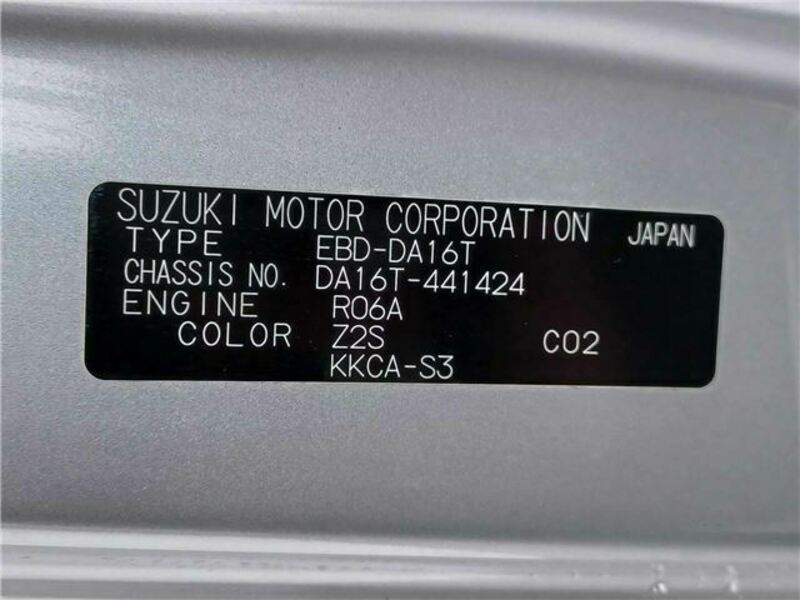 SUZUKI MOTOR CORPORATION JAPAN
TYPE EBD-DA16T
CHASSIS NO. DA16T-441424
ENGINE R06A
COLOR Z2S C02
KKCA-S3